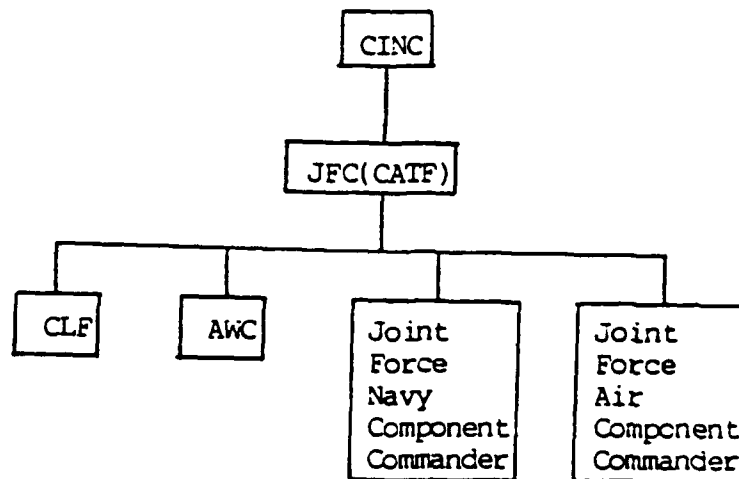 CINC
JFC(CATF)
CLF
AWC
Joint
Force
Navy
Component
Commander
Joint
Force
Air
Component
Commander